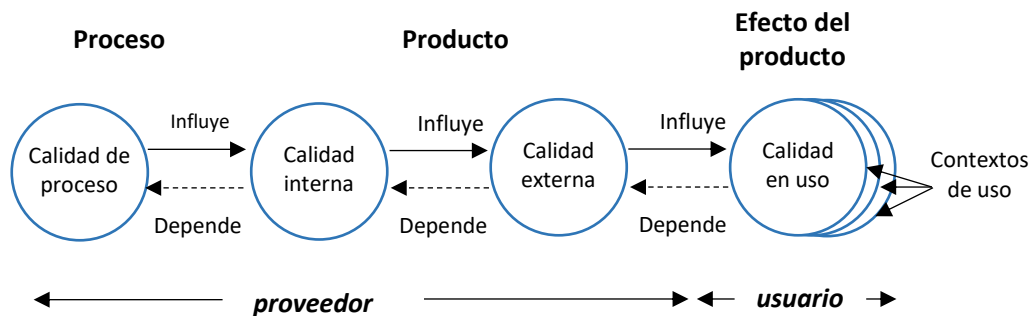 Proceso
Producto
Efecto del
producto
Influye
Influye
Influye
Calidad de
proceso
Calidad
interna
Calidad
externa
Calidad
en uso
Contextos
de uso
Depende
Depende
Depende
proveedor
usuario